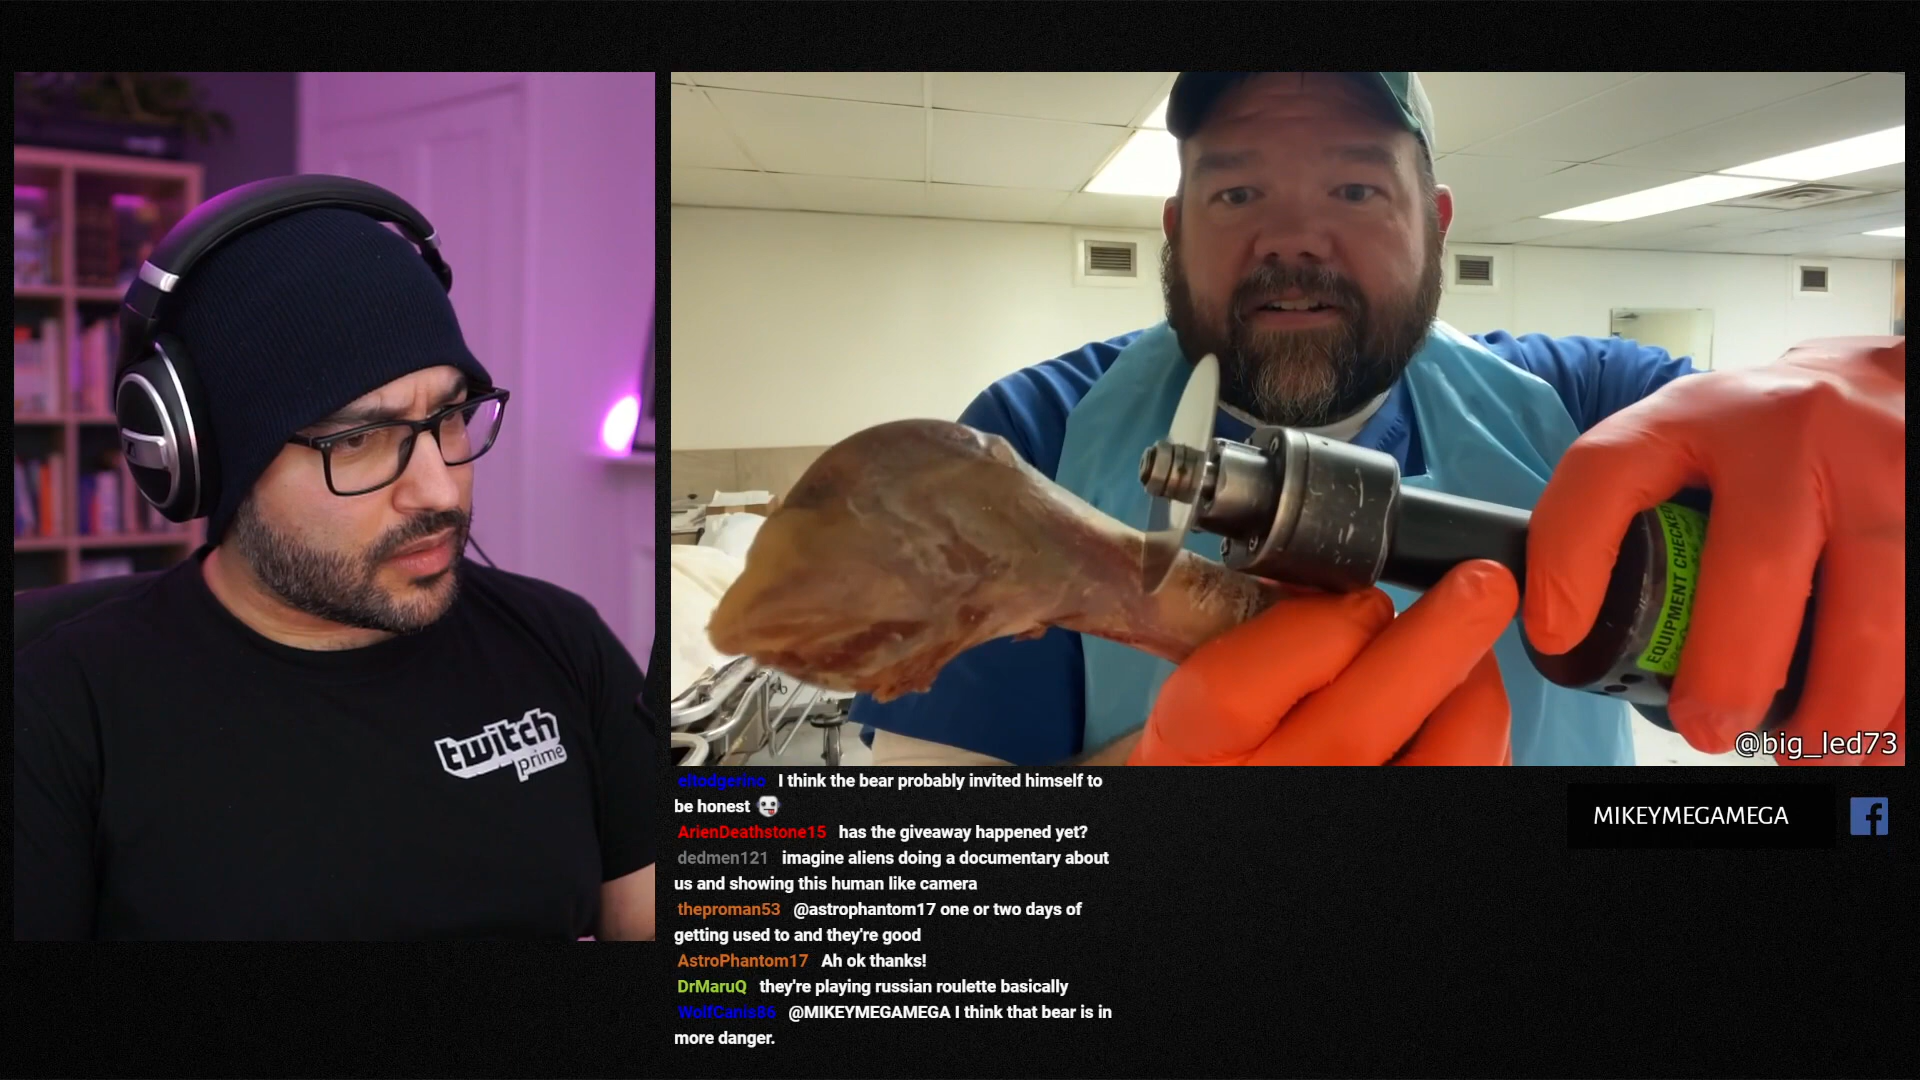 twitch
prime
EQUIPMENT CHECKED
@big_led73
eltodgerino I think the bear probably invited himself to
be honest
ArienDeathstone15 has the giveaway happened yet?
dedmen121 imagine aliens doing a documentary about
us and showing this human like camera
theproman53 @astrophantom17 one or two days of
getting used to and they're good
AstroPhantom17 Ah ok thanks!
DrMaruQ they're playing russian roulette basically
WolfCanis86 @MIKEYMEGAMEGA I think that bear is in
more danger.
MIKEYMEGAMEGA